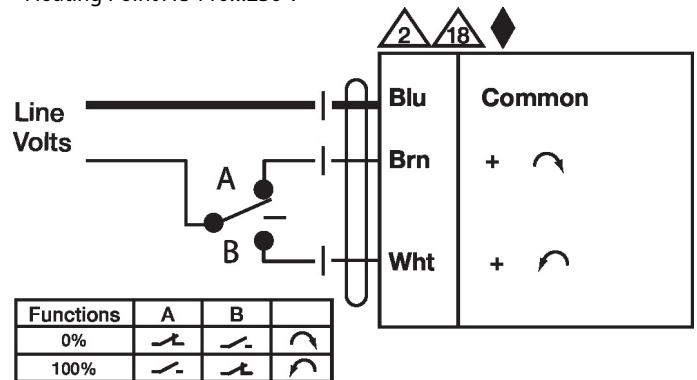 2 18
Line
Volts
Blu Common
Brn +
Wht +
A
B
Functions A B
0%
100%